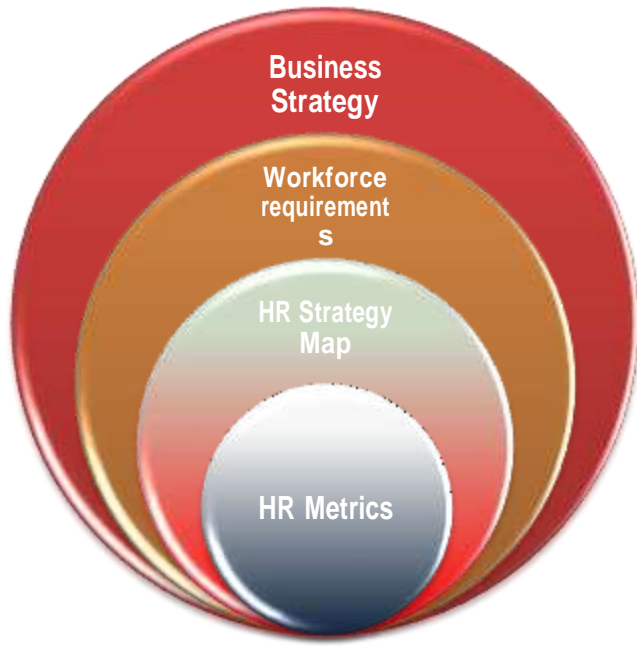 Business
Strategy
Workforce
requirement
s
HR Strategy
Map
HR Metrics